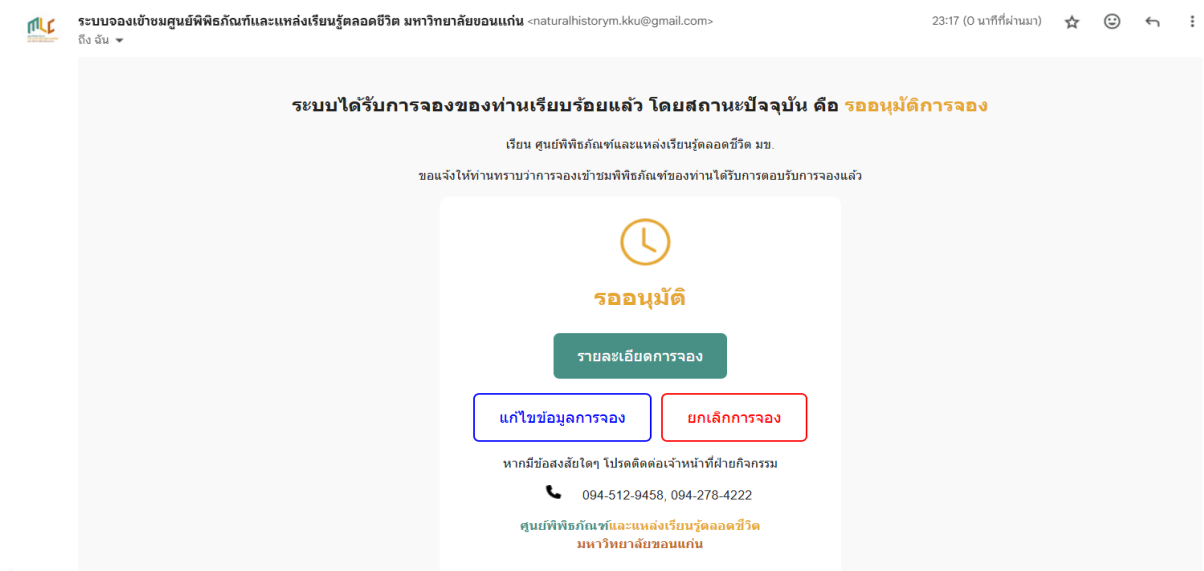 ระบบจองเข้าชมศูนย์พิพิธภัณฑ์และแหล่งเรียนรู้ตลอดชีวิต มหาวิทยาลัยขอนแก่น <naturalhistorym.kku@gmail.com> 23:17 (0 นาทีที่ผ่านมา)
ถึง ฉัน
ระบบได้รับการจองของท่านเรียบร้อยแล้ว โดยสถานะปัจจุบัน คือ รออนุมัติการจอง
เรียน ศูนย์พิพิธภัณฑ์และแหล่งเรียนรู้ตลอดชีวิต มข.
ขอแจ้งให้ท่านทราบว่าการจองเข้าชมพิพิธภัณฑ์ของท่านได้รับการตอบรับการจองแล้ว
รออนุมัติ
รายละเอียดการจอง
แก้ไขข้อมูลการจอง ยกเลิกการจอง
หากมีข้อสงสัยใดๆ โปรดติดต่อเจ้าหน้าที่ฝ่ายกิจกรรม
094-512-9458, 094-278-4222
ศูนย์พิพิธภัณฑ์และแหล่งเรียนรู้ตลอดชีวิต
มหาวิทยาลัยขอนแก่น